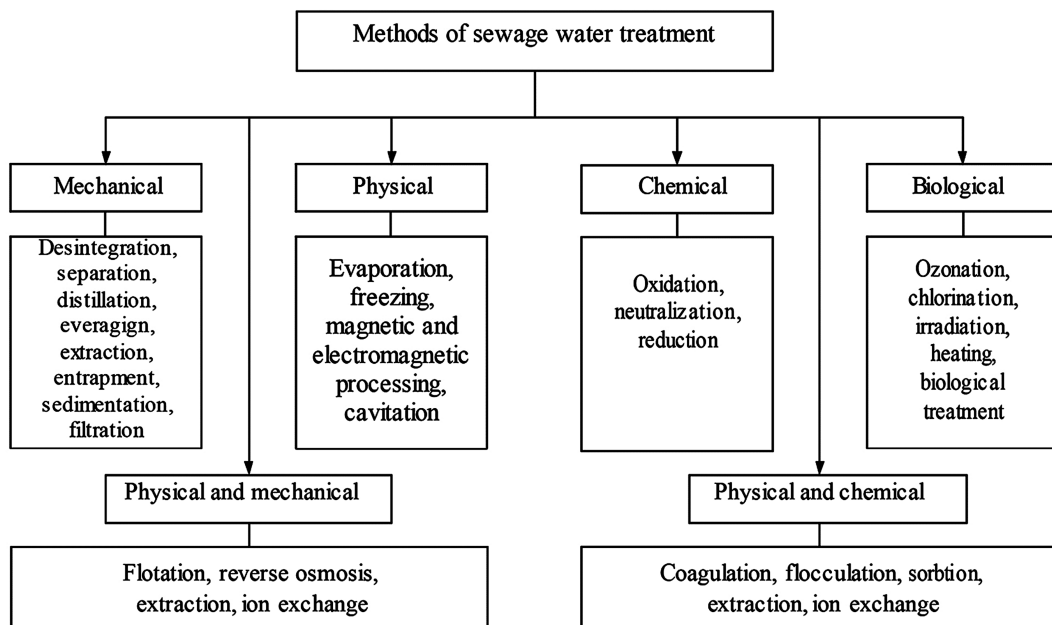 Methods of sewage water treatment
Mechanical
Physical
Chemical
Biological
Desintegration,
separation,
distillation,
everagign,
extraction,
entrapment,
sedimentation,
filtration
Evaporation,
freezing,
magnetic and
electromagnetic
processing,
cavitation
Oxidation,
neutralization,
reduction
Ozonation,
chlorination,
irradiation,
heating,
biological
treatment
Physical and mechanical
Physical and chemical
Flotation, reverse osmosis,
extraction, ion exchange
Coagulation, flocculation, sorbtion,
extraction, ion exchange